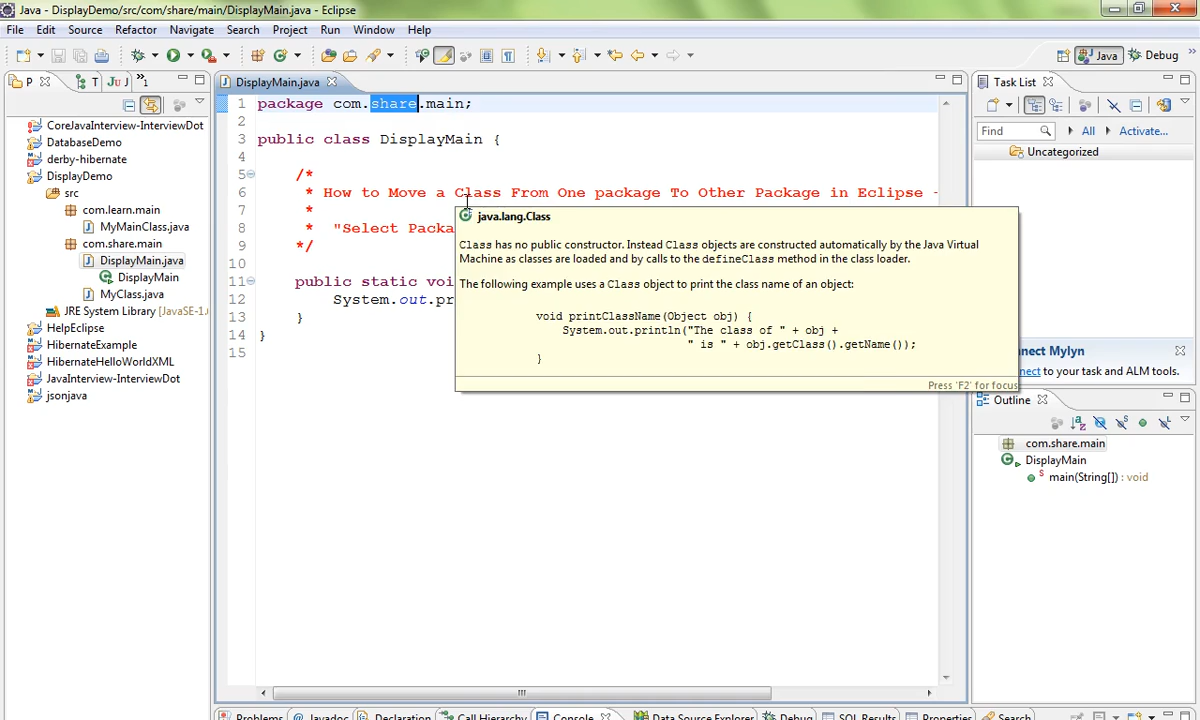 Java - DisplayDemo/src/com/share/main/DisplayMain.java - Eclipse
File Edit Source Refactor Navigate Search Project Run Window Help
Java Debug
P T Ju J 1
CoreJavaInterview-InterviewDot
DatabaseDemo
derby-hibernate
DisplayDemo
src
com.learn.main
MyMainClass.java
com.share.main
DisplayMain.java
DisplayMain
MyClass.java
JRE System Library [JavaSE-1.
HelpEclipse
HibernateExample
HibernateHelloWorldXML
JavaInterview-InterviewDot
jsonjava
DisplayMain.java
1 package com.share.main;
2
3 public class DisplayMain {
4
5 /*
6 * How to Move a Class From One package To Other Package in Eclipse -
7 *
8 * "Select Packa
9 */
10
11 public static voi
12 System.out.pr
13 }
14 }
15
java.lang.Class
Class has no public constructor. Instead Class objects are constructed automatically by the Java Virtual
Machine as classes are loaded and by calls to the defineClass method in the class loader.
The following example uses a Class object to print the class name of an object:
void printClassName(Object obj) {
System.out.println("The class of " + obj +
" is " + obj.getClass().getName());
}
Press 'F2' for focus
Task List
Find All Activate...
Uncategorized
nnect Mylyn
nect to your task and ALM tools.
Outline
com.share.main
DisplayMain
main(String[]) : void
Problems @ Javadoc Declaration Call Hierarchy Console Data Source Explorer Debug SQL Results Properties Search